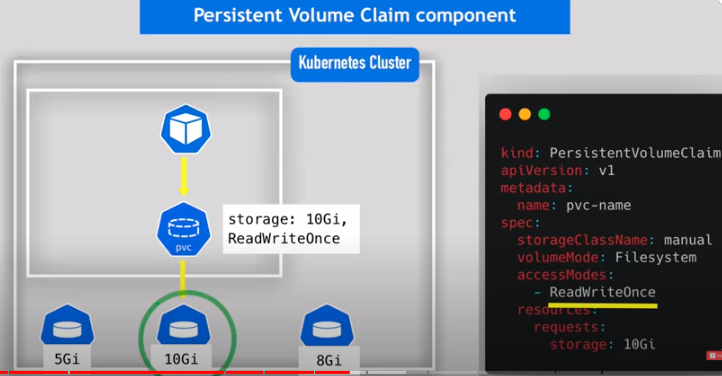 Persistent Volume Claim component
Kubernetes Cluster
pvc
storage: 10Gi,
ReadWriteOnce
5Gi
10Gi
8Gi
kind: PersistentVolumeClaim
apiVersion: v1
metadata:
name: pvc-name
spec:
storageClassName: manual
volumeMode: Filesystem
accessModes:
- ReadWriteOnce
resources:
requests:
storage: 10Gi